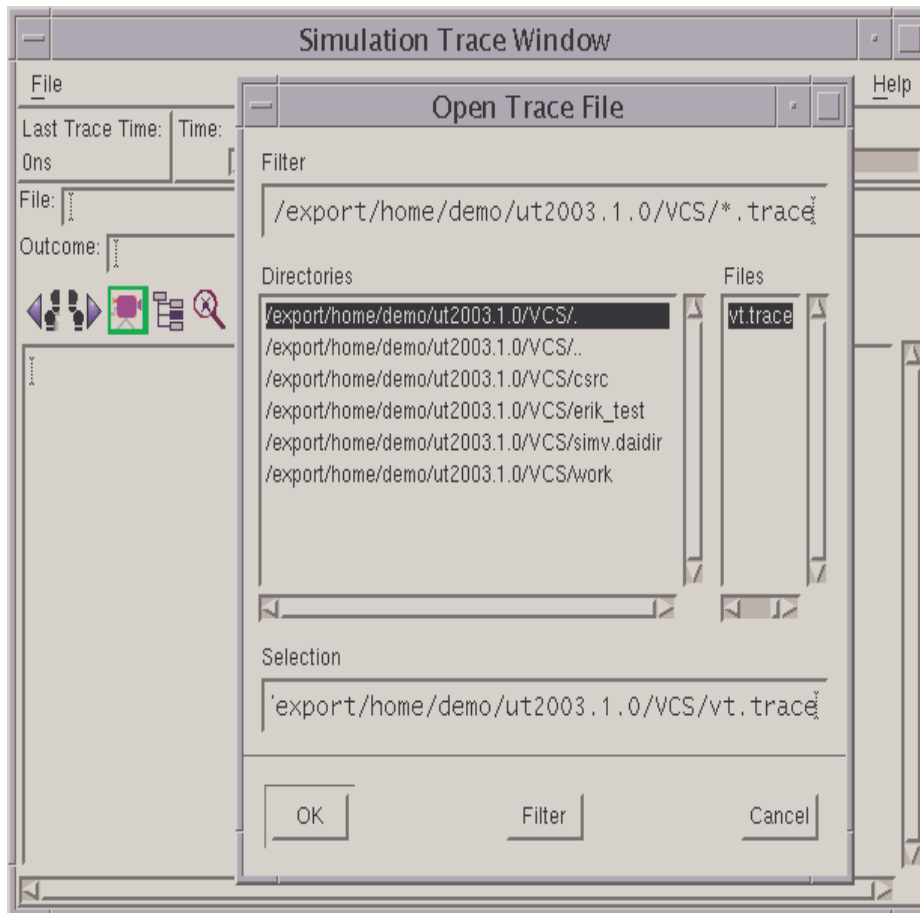 Simulation Trace Window
File
Help
Last Trace Time:
Time:
0ns
File:
Outcome:
Open Trace File
Filter
/export/home/demo/ut2003.1.0/VCS/*.trace
Directories
Files
/export/home/demo/ut2003.1.0/VCS/.
/export/home/demo/ut2003.1.0/VCS/..
/export/home/demo/ut2003.1.0/VCS/csrc
/export/home/demo/ut2003.1.0/VCS/erik_test
/export/home/demo/ut2003.1.0/VCS/simv.daidir
/export/home/demo/ut2003.1.0/VCS/work
vt.trace
Selection
export/home/demo/ut2003.1.0/VCS/vt.trace
OK
Filter
Cancel